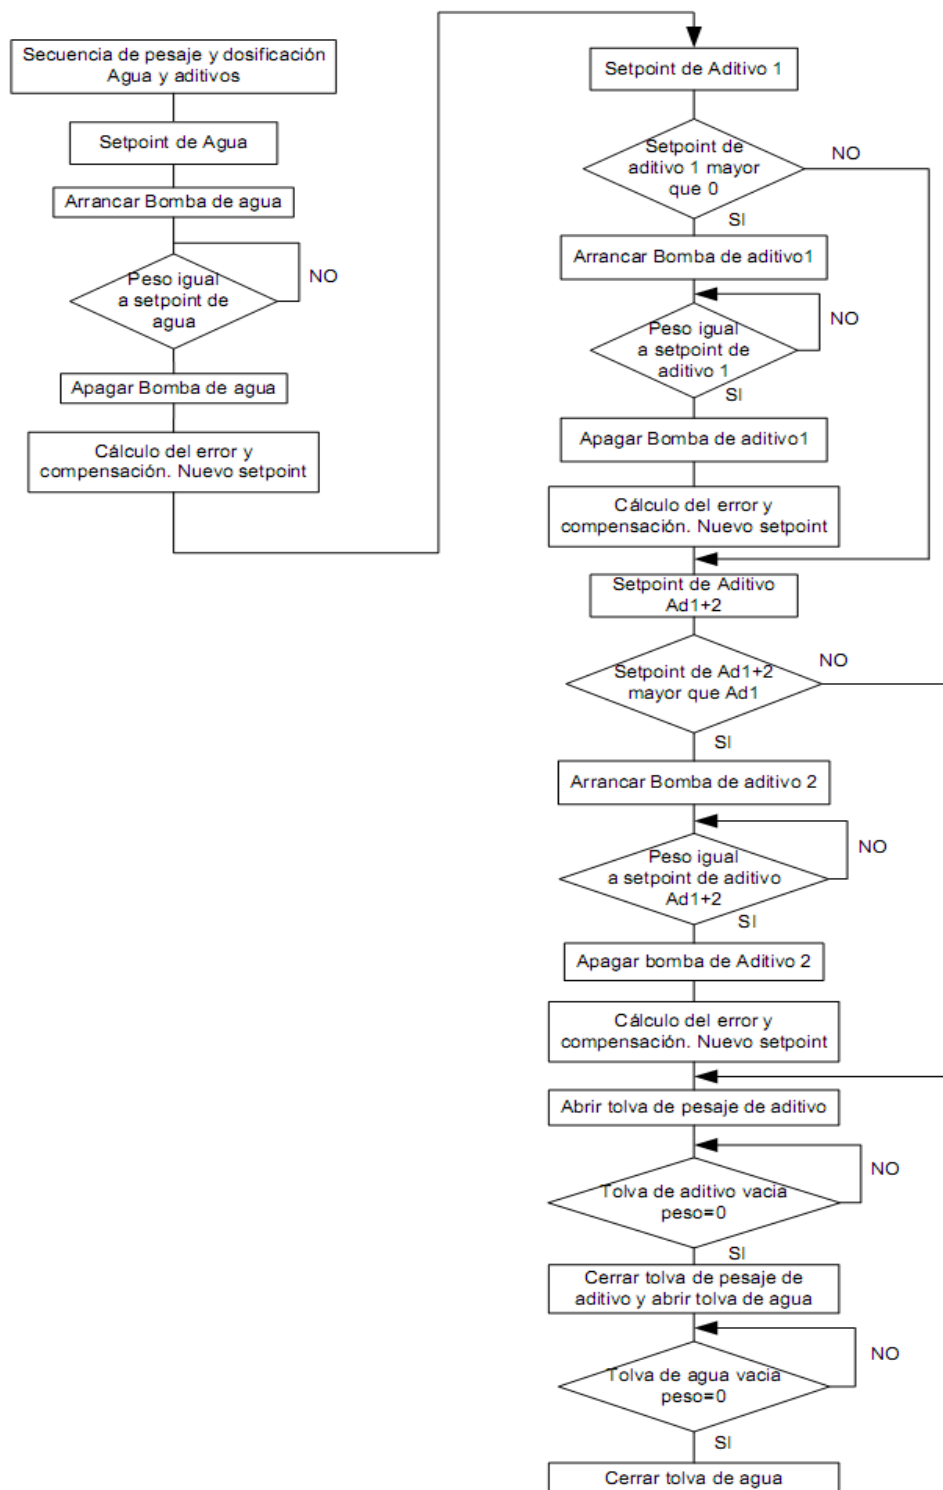 Secuencia de pesaje y dosificación
Agua y aditivos
Setpoint de Agua
Arrancar Bomba de agua
Peso igual
a setpoint de
agua
NO
Apagar Bomba de agua
Cálculo del error y
compensación. Nuevo setpoint
Setpoint de Aditivo 1
Setpoint de
aditivo 1 mayor
que 0
NO
SI
Arrancar Bomba de aditivo1
Peso igual
a setpoint de
aditivo 1
NO
SI
Apagar Bomba de aditivo1
Cálculo del error y
compensación. Nuevo setpoint
Setpoint de Aditivo
Ad1+2
Setpoint de Ad1+2
mayor que Ad1
NO
SI
Arrancar Bomba de aditivo 2
Peso igual
a setpoint de aditivo
Ad1+2
NO
SI
Apagar bomba de Aditivo 2
Cálculo del error y
compensación. Nuevo setpoint
Abrir tolva de pesaje de aditivo
Tolva de aditivo vacia
peso=0
NO
SI
Cerrar tolva de pesaje de
aditivo y abrir tolva de agua
Tolva de agua vacia
peso=0
NO
SI
Cerrar tolva de agua